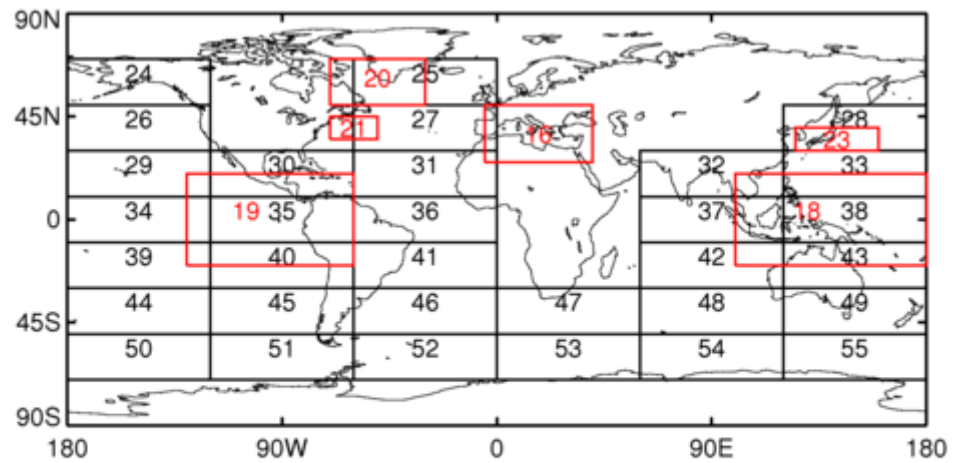 90N
24 20 25
45N 26 21 27 16 28 23
29 30 31 32 33
0 34 19 35 36 37 18 38
39 40 41 42 43
44 45 46 47 48 49
45S
50 51 52 53 54 55
90S
180 90W 0 90E 180